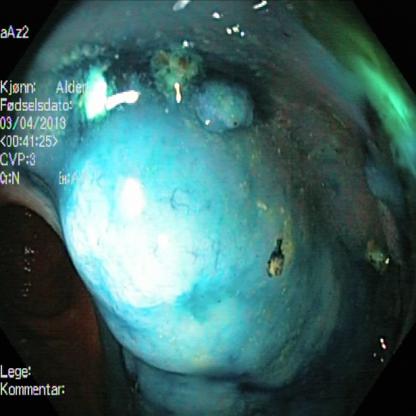 aAz2
Kjønn: Alder
Fødselsdato:
03/04/2013
<00:41:25>
CVP:3
G:N
Lege:
Kommentar: